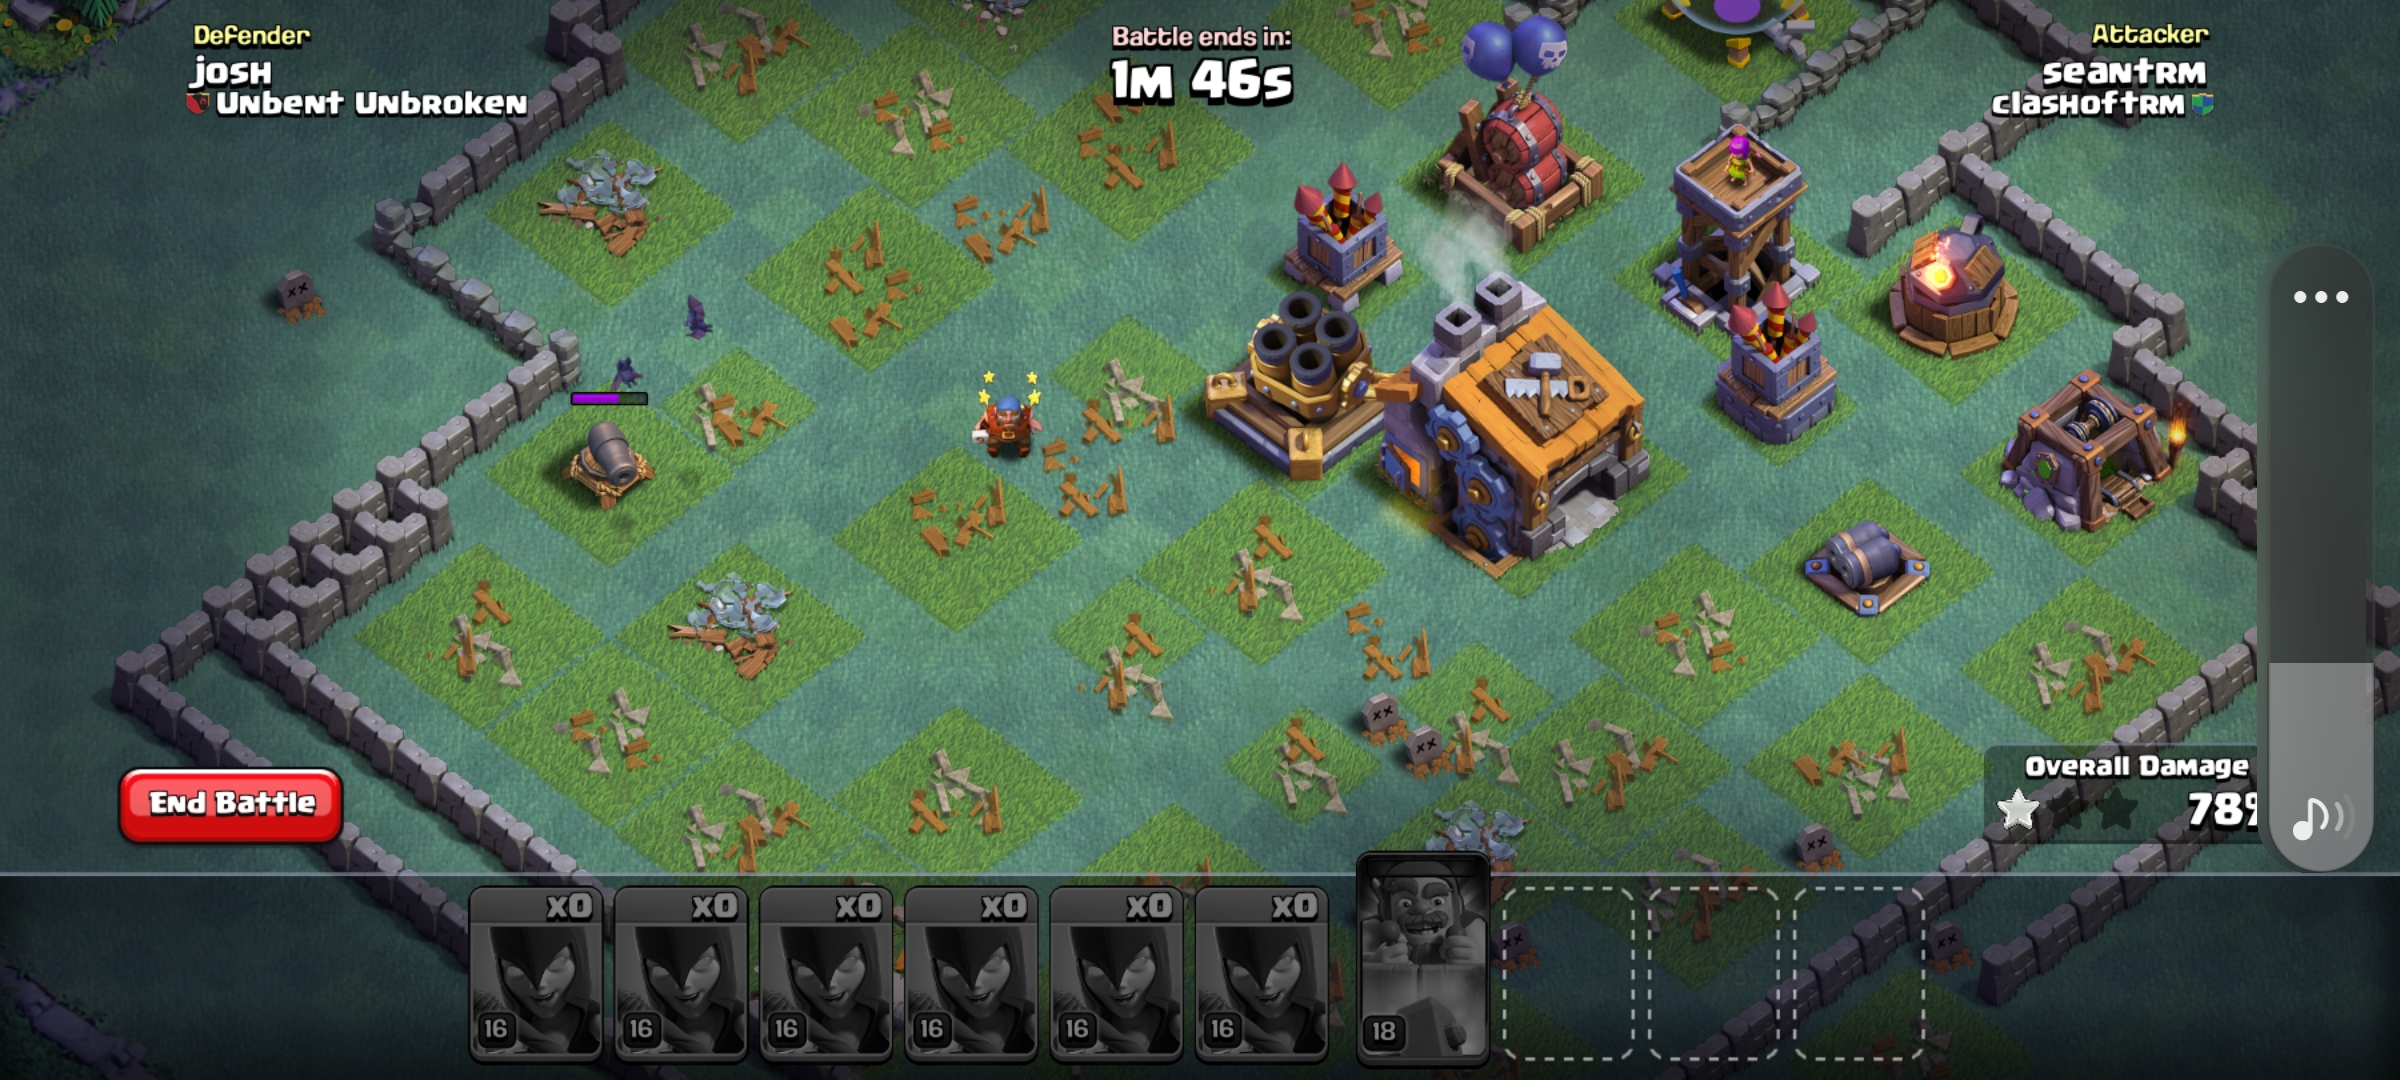 Defender
josh
Unbent Unbroken
Battle ends in:
1M 46s
Attacker
seantRM
clashoftRM
End Battle
Overall Damage
78%
x0
x0
x0
x0
x0
x0
16
16
16
16
16
16
18